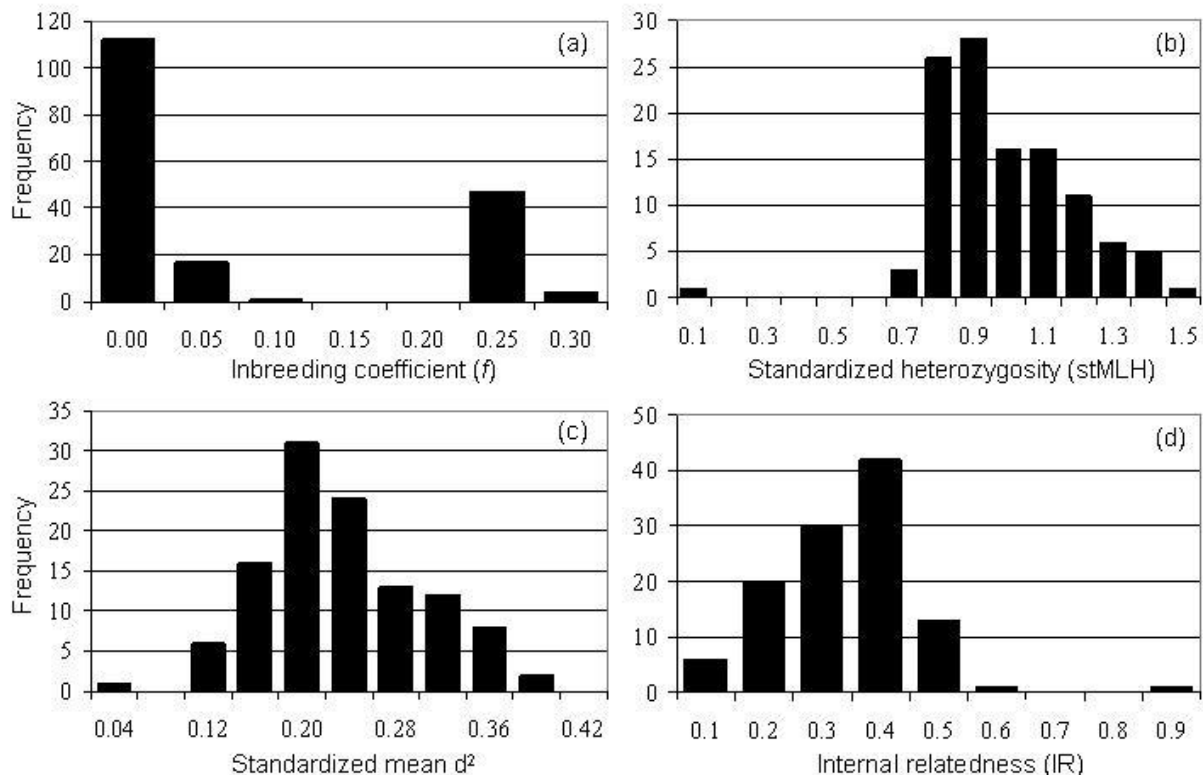 (a)
120
100
80
60
40
20
0
Frequency
0.00 0.05 0.10 0.15 0.20 0.25 0.30
Inbreeding coefficient (f)
(b)
30
25
20
15
10
5
0
0.1 0.3 0.5 0.7 0.9 1.1 1.3 1.5
Standardized heterozygosity (stMLH)
(c)
35
30
25
20
15
10
5
0
Frequency
0.04 0.12 0.20 0.28 0.36 0.42
Standardized mean d²
(d)
50
40
30
20
10
0
0.1 0.2 0.3 0.4 0.5 0.6 0.7 0.8 0.9
Internal relatedness (IR)